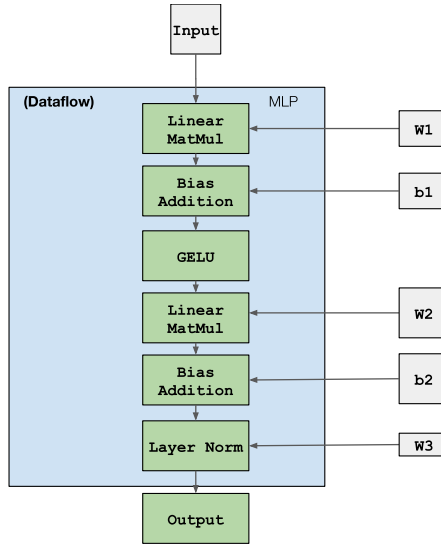 Input
(Dataflow) MLP
Linear
MatMul
W1
Bias
Addition
b1
GELU
Linear
MatMul
W2
Bias
Addition
b2
Layer Norm
W3
Output